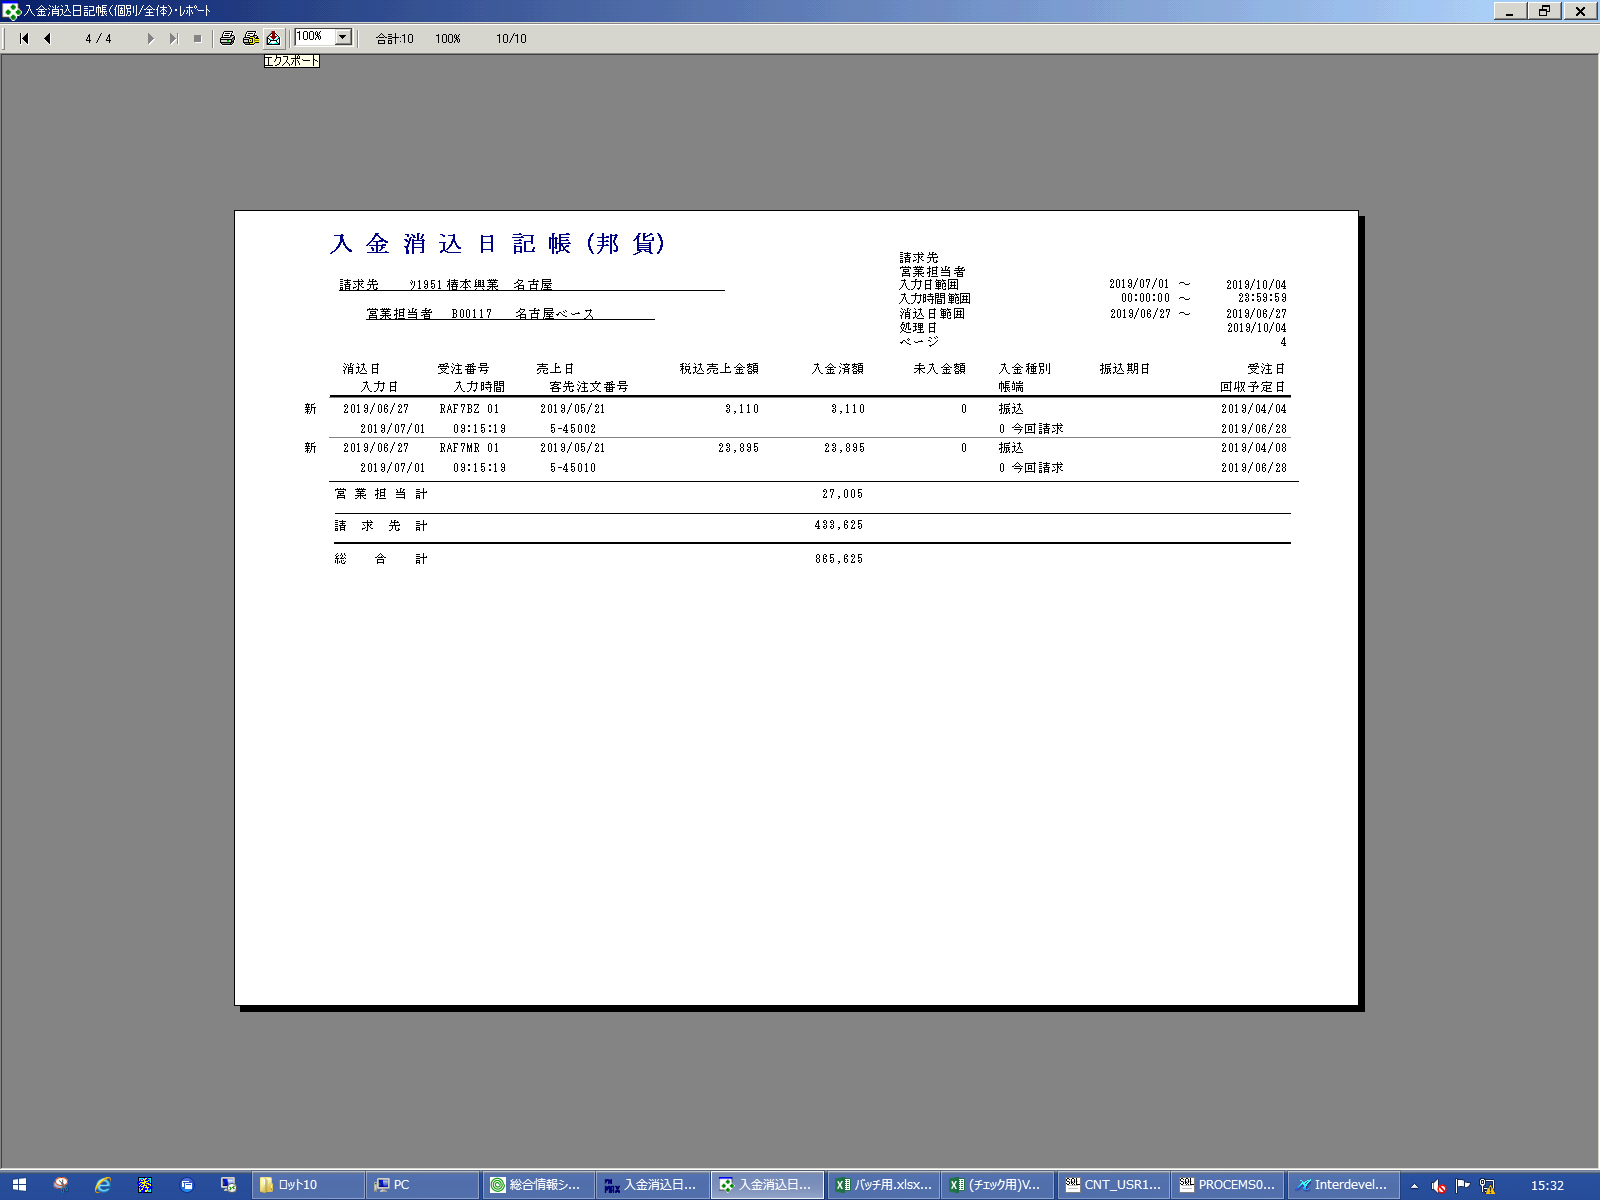 入金消込日記帳(個別/全体)・ﾚﾎﾟｰﾄ
4 / 4 100% 合計:10 100% 10/10
エクスポート
入 金 消 込 日 記 帳 (邦 貨)
請求先 ﾂ1951 椿本興業 名古屋
営業担当者 B00117 名古屋ベース
請求先
営業担当者
入力日範囲 2019/07/01 ～ 2019/10/04
入力時間範囲 00:00:00 ～ 23:59:59
消込日範囲 2019/06/27 ～ 2019/06/27
処理日 2019/10/04
ページ 4
消込日 受注番号 売上日 税込売上金額 入金済額 未入金額 入金種別 振込期日 受注日
入力日 入力時間 客先注文番号 帳端 回収予定日
新 2019/06/27 RAF7BZ 01 2019/05/21 3,110 3,110 0 振込 2019/04/04
2019/07/01 09:15:19 5-45002 0 今回請求 2019/06/28
新 2019/06/27 RAF7MR 01 2019/05/21 23,895 23,895 0 振込 2019/04/08
2019/07/01 09:15:19 5-45010 0 今回請求 2019/06/28
営 業 担 当 計 27,005
請 求 先 計 433,625
総 合 計 865,625
ロット10 PC 総合情報シ... 入金消込日... 入金消込日... バッチ用.xlsx... (チェック用)V... CNT_USR1... PROCEMS0... Interdevel... 15:32